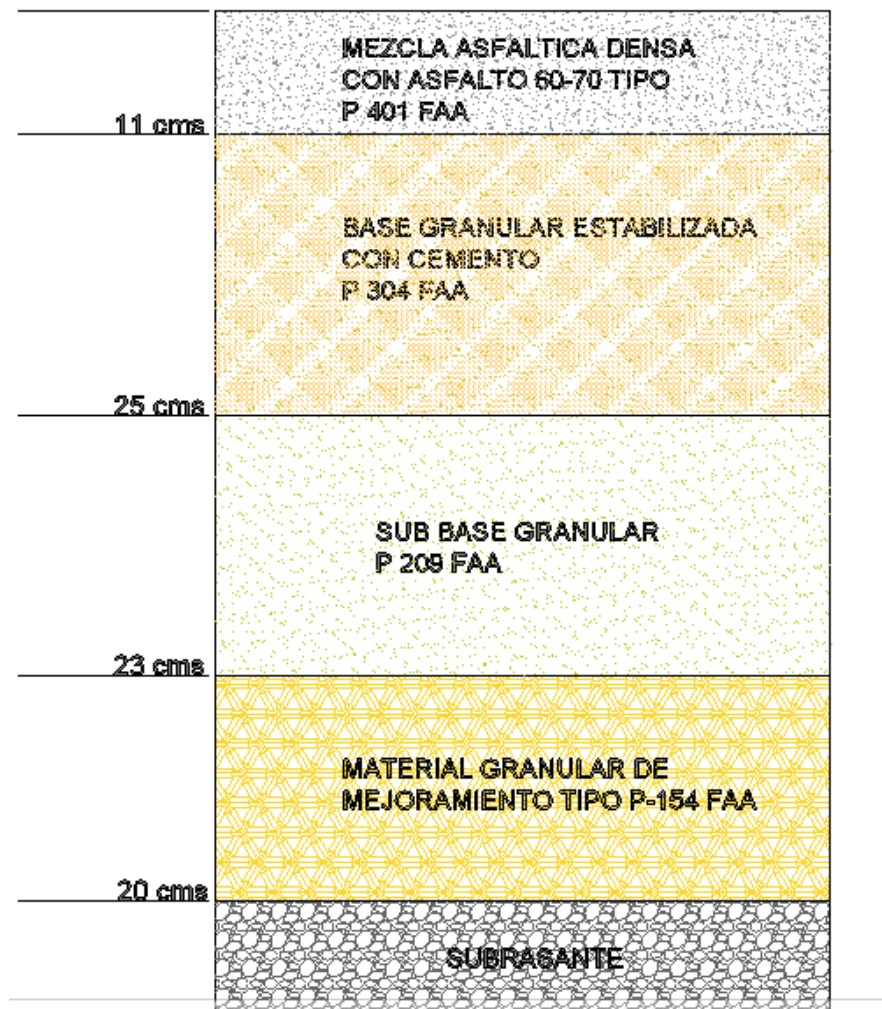 MEZCLA ASFALTICA DENSA
CON ASFALTO 60-70 TIPO
P 401 FAA
11 cms
BASE GRANULAR ESTABILIZADA
CON CEMENTO
P 304 FAA
25 cms
SUB BASE GRANULAR
P 209 FAA
23 cms
MATERIAL GRANULAR DE
MEJORAMIENTO TIPO P-154 FAA
20 cms
SUBRASANTE